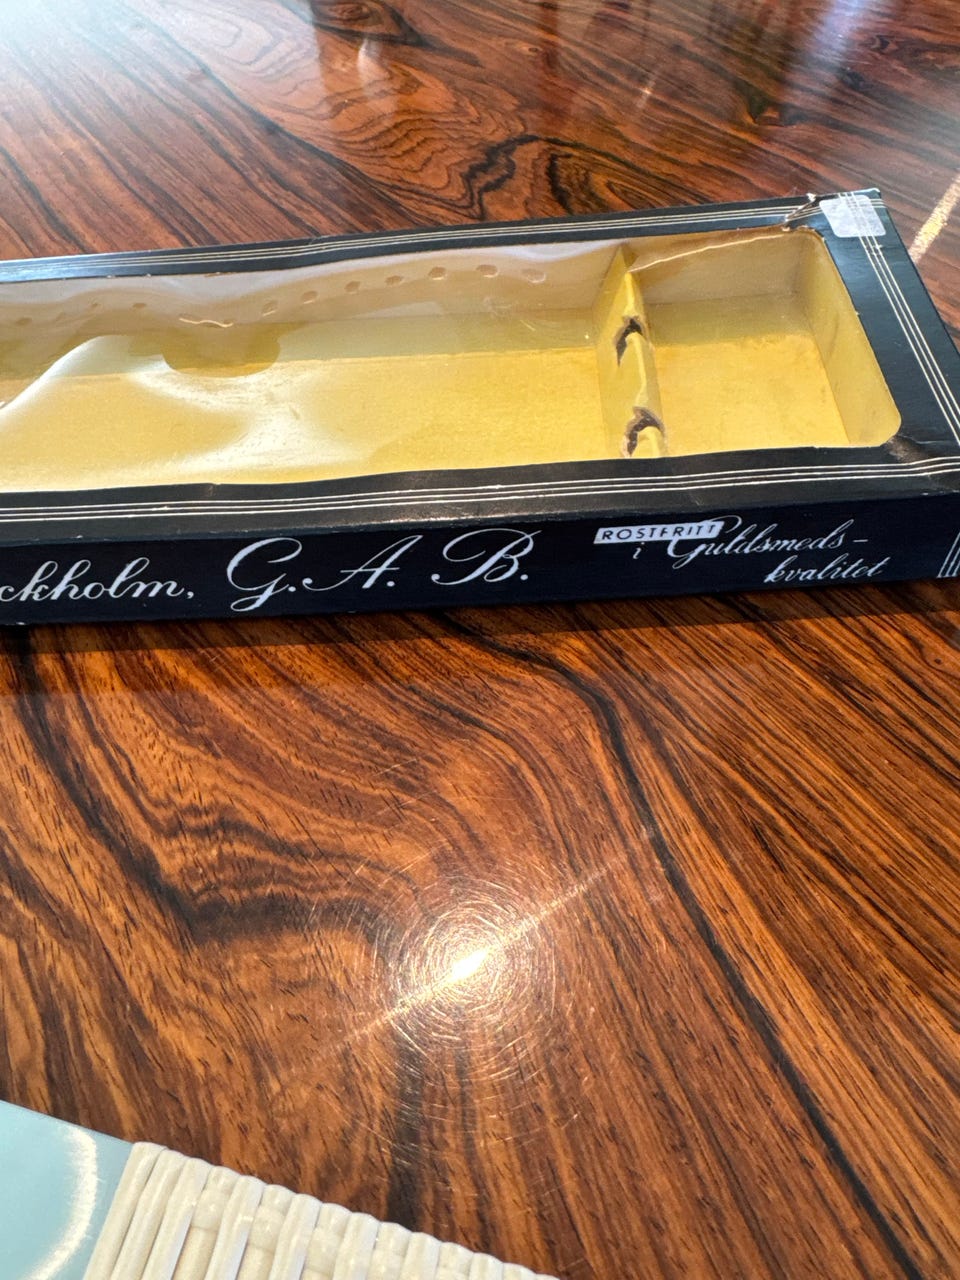 ckholm, G. A. B.
ROSTFRITT
i Guldsmeds-
kvalitet